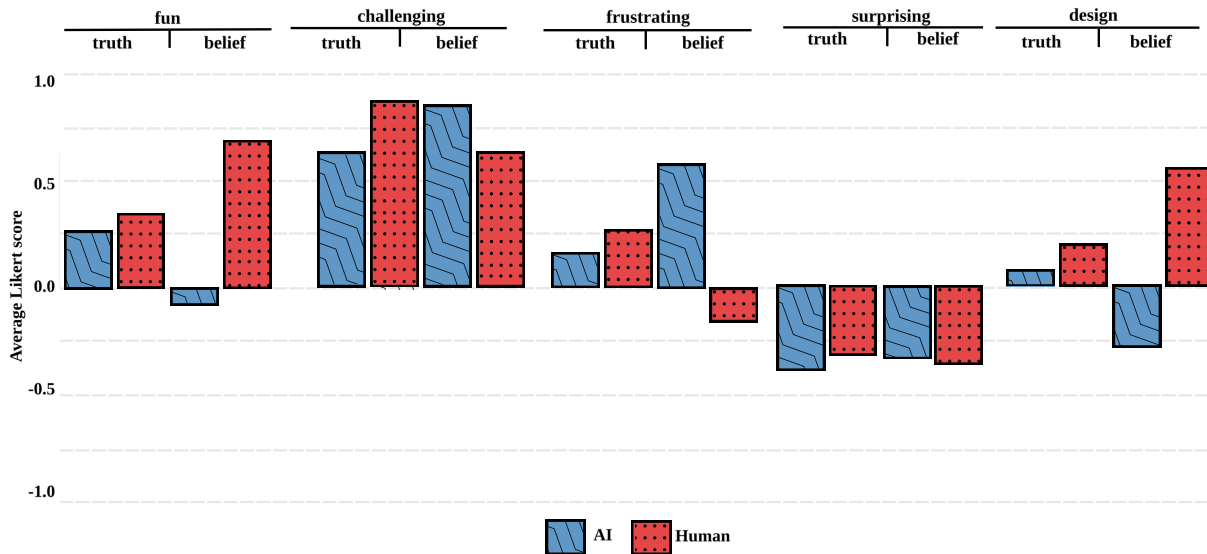 fun
challenging
frustrating
surprising
design
truth belief
truth belief
truth belief
truth belief
truth belief
1.0
0.5
0.0
-0.5
-1.0
Average Likert score
AI
Human